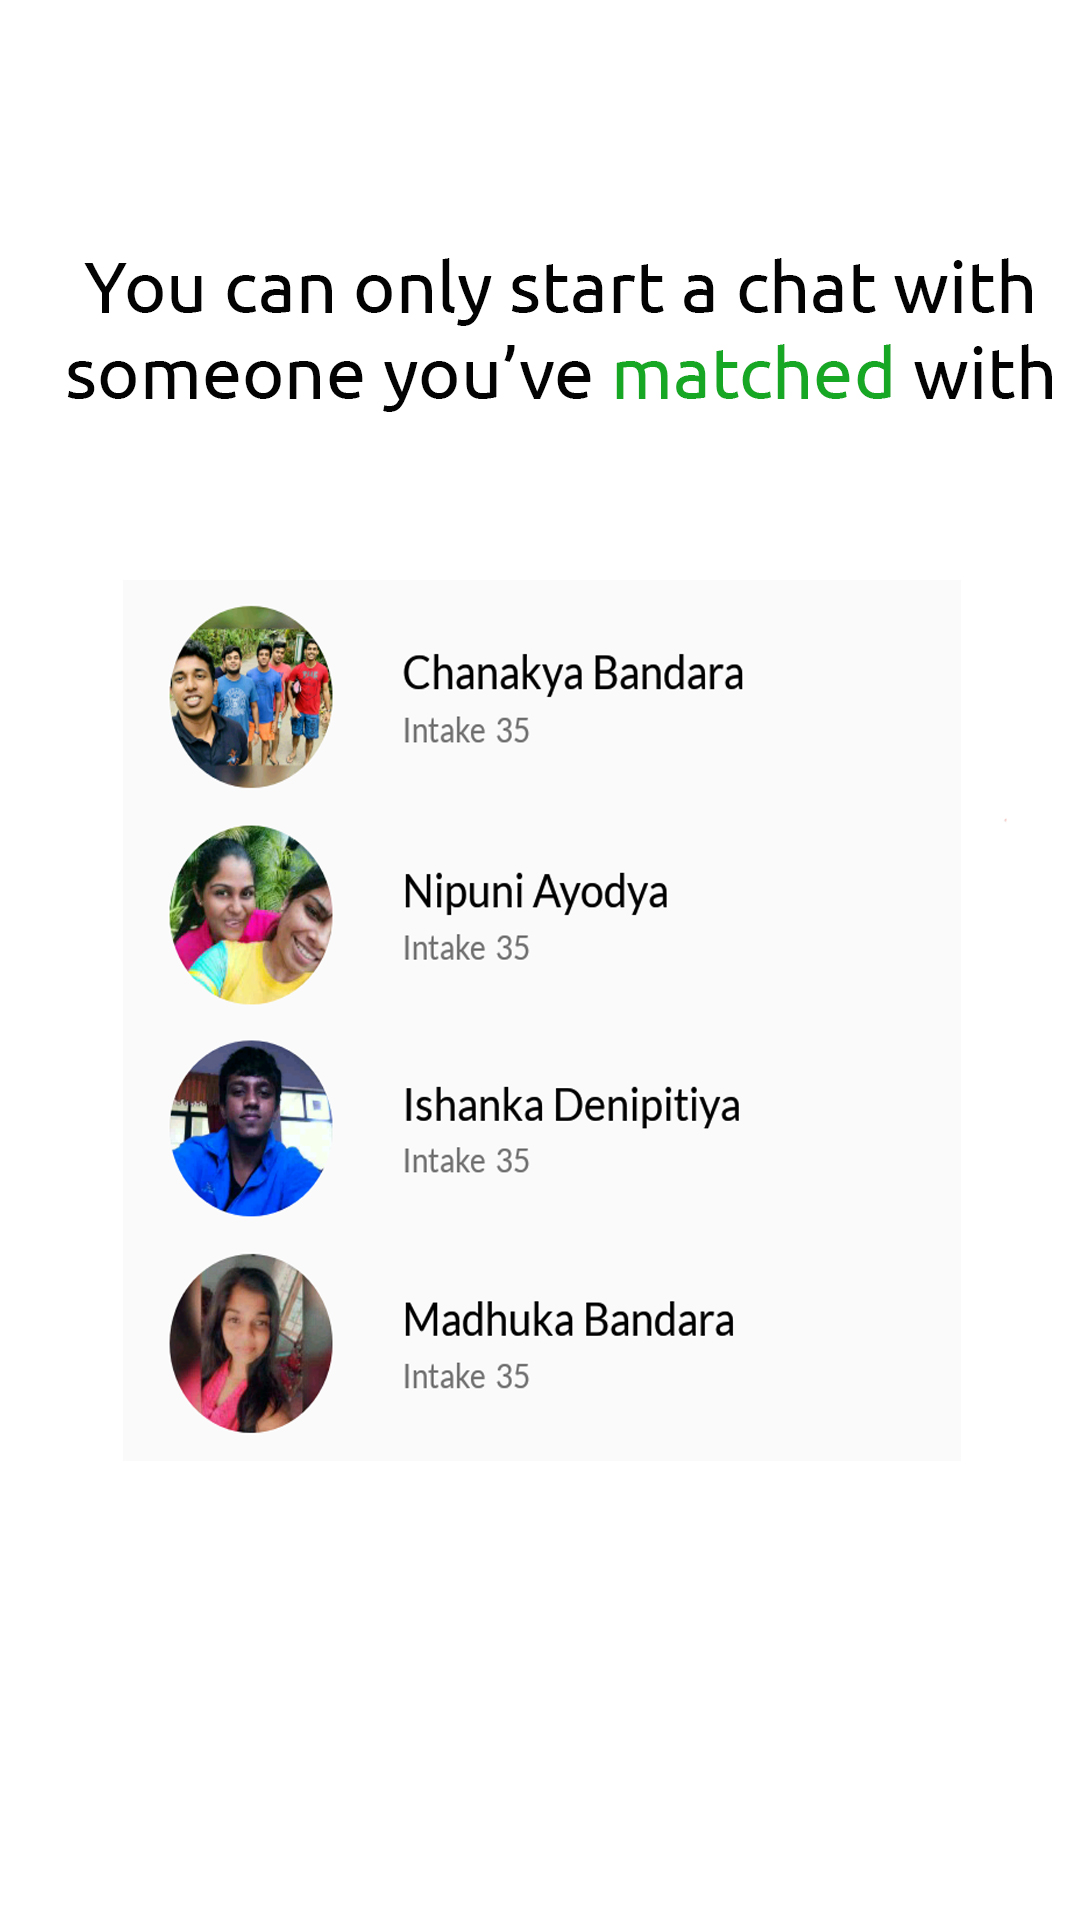 You can only start a chat with
someone you’ve matched with
Chanakya Bandara
Intake 35
Nipuni Ayodya
Intake 35
Ishanka Denipitiya
Intake 35
Madhuka Bandara
Intake 35